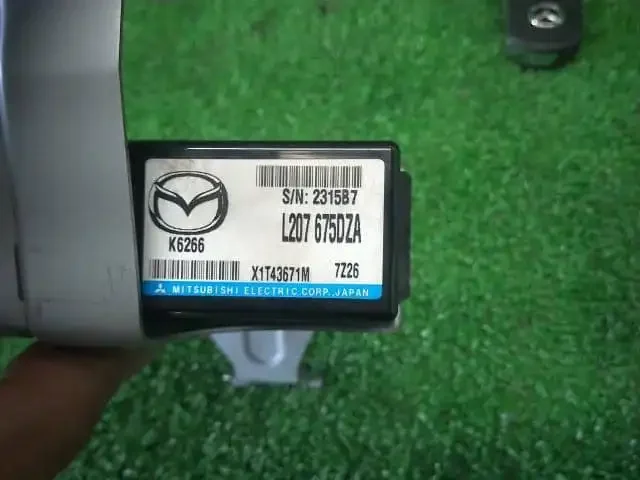 S/N: 2315B7
L207 675DZA
K6266
X1T43671M 7Z26
MITSUBISHI ELECTRIC CORP., JAPAN